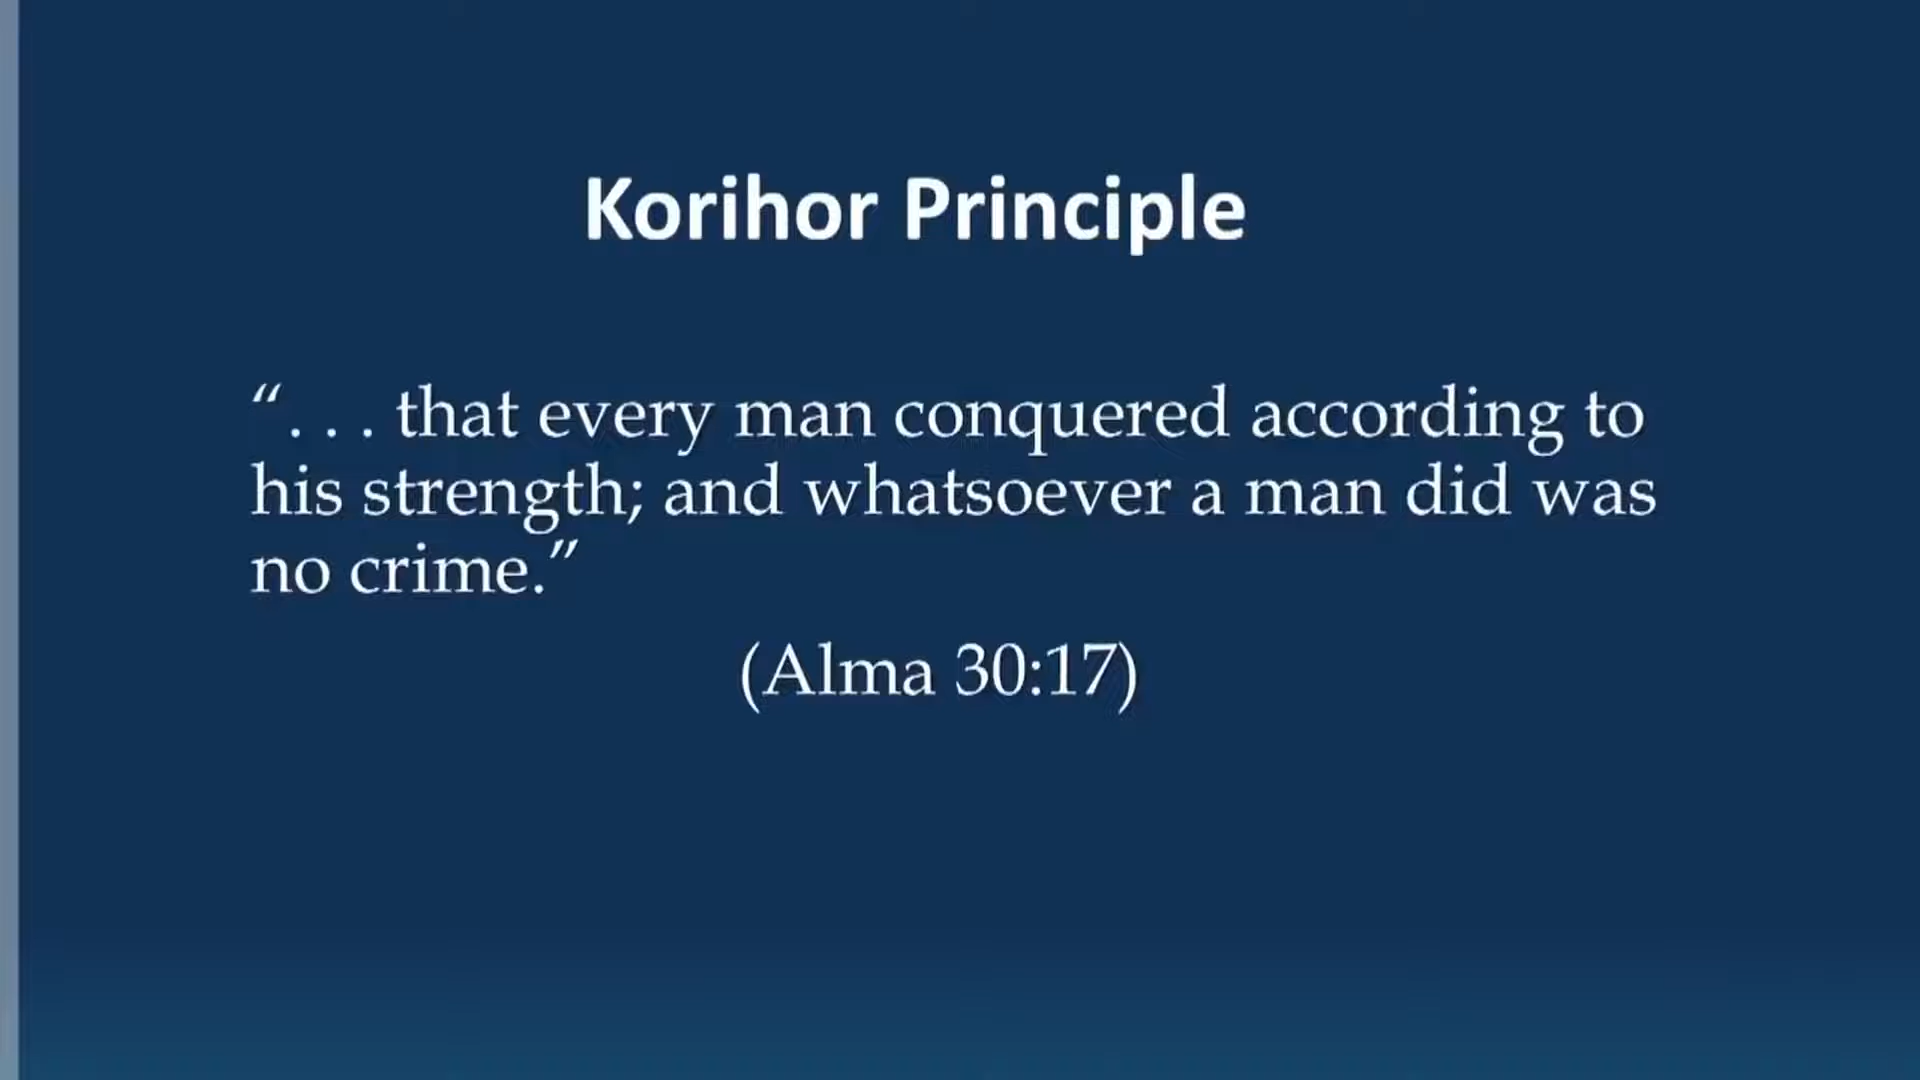 Korihor Principle
“. . . that every man conquered according to
his strength; and whatsoever a man did was
no crime.”
(Alma 30:17)